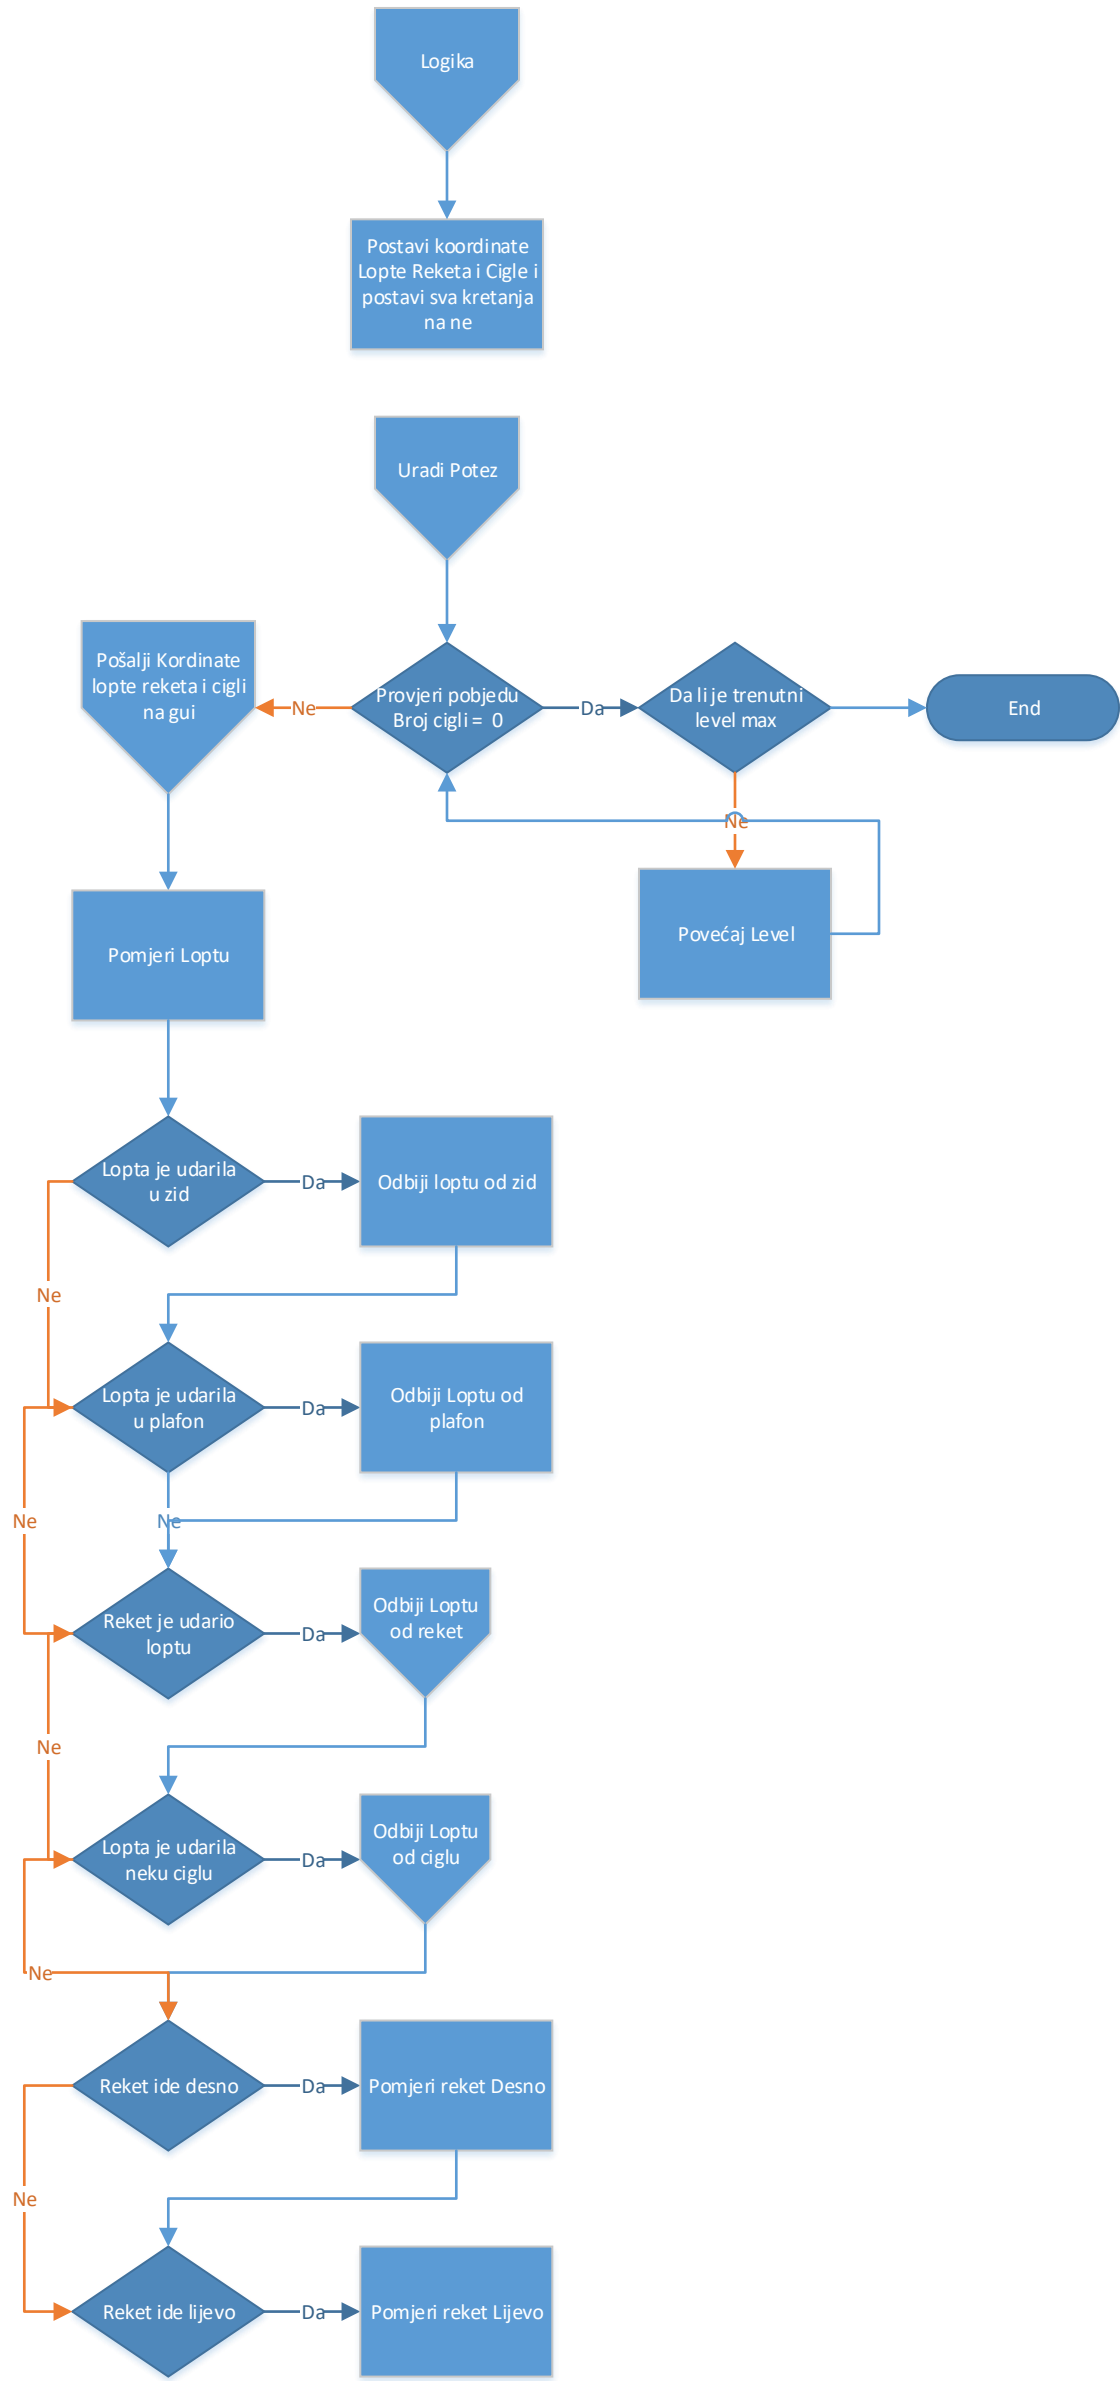 Logika
Postavi koordinate
Lopte Reketa i Cigle i
postavi sva kretanja
na ne
Uradi Potez
Pošalji Kordinate
lopte reketa i cigli
na gui
Ne
Provjeri pobjedu
Broj cigli = 0
Da
Da li je trenutni
level max
End
Ne
Povećaj Level
Pomjeri Loptu
Lopta je udarila
u zid
Da
Odbiji loptu od zid
Ne
Lopta je udarila
u plafon
Da
Odbiji Loptu od
plafon
Ne
Ne
Reket je udario
loptu
Da
Odbiji Loptu
od reket
Ne
Lopta je udarila
neku ciglu
Da
Odbiji Loptu
od ciglu
Ne
Reket ide desno
Da
Pomjeri reket Desno
Ne
Reket ide lijevo
Da
Pomjeri reket Lijevo